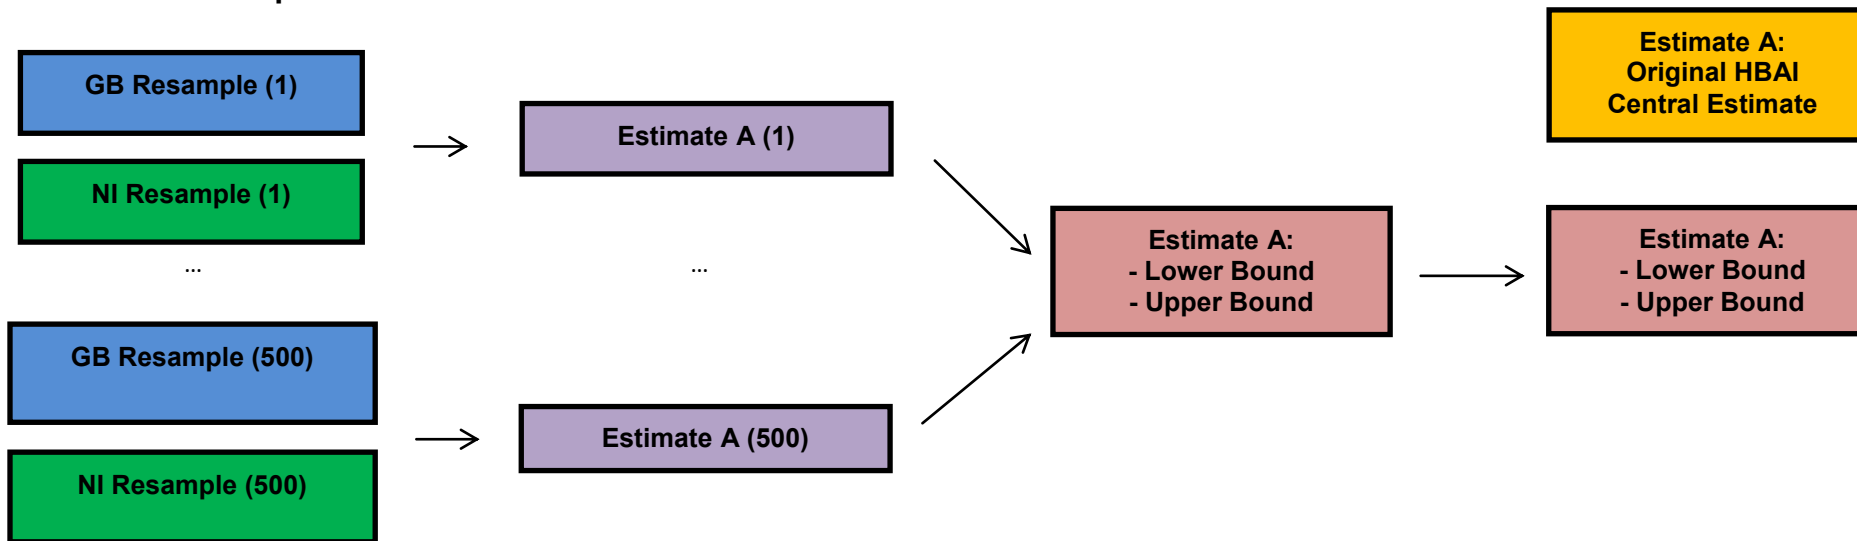 GB Resample (1)
NI Resample (1)
...
GB Resample (500)
NI Resample (500)
Estimate A (1)
...
Estimate A (500)
Estimate A:
- Lower Bound
- Upper Bound
Estimate A:
Original HBAI
Central Estimate
Estimate A:
- Lower Bound
- Upper Bound